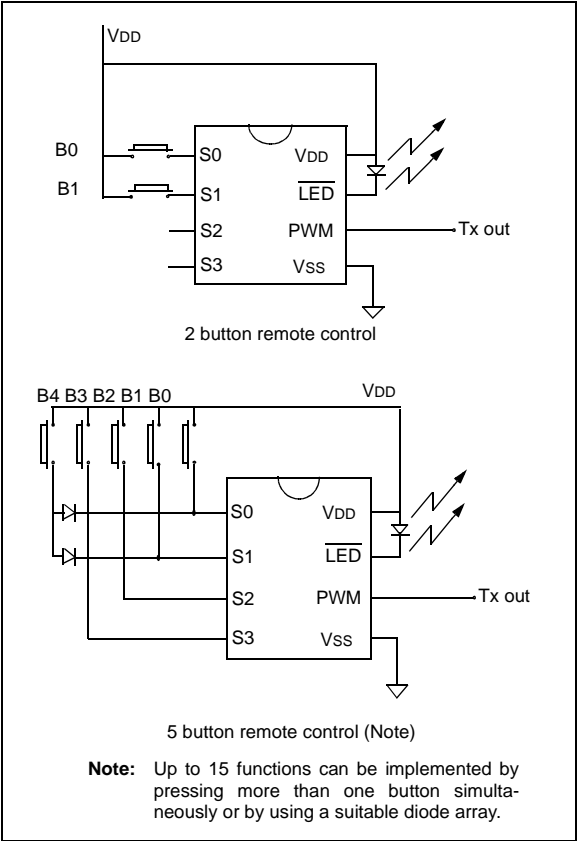 VDD
B0
S0
VDD
B1
S1
LED
S2
PWM
Tx out
S3
VSS
2 button remote control
B4 B3 B2 B1 B0
VDD
S0
VDD
S1
LED
S2
PWM
Tx out
S3
VSS
5 button remote control (Note)
Note: Up to 15 functions can be implemented by
pressing more than one button simulta-
neously or by using a suitable diode array.